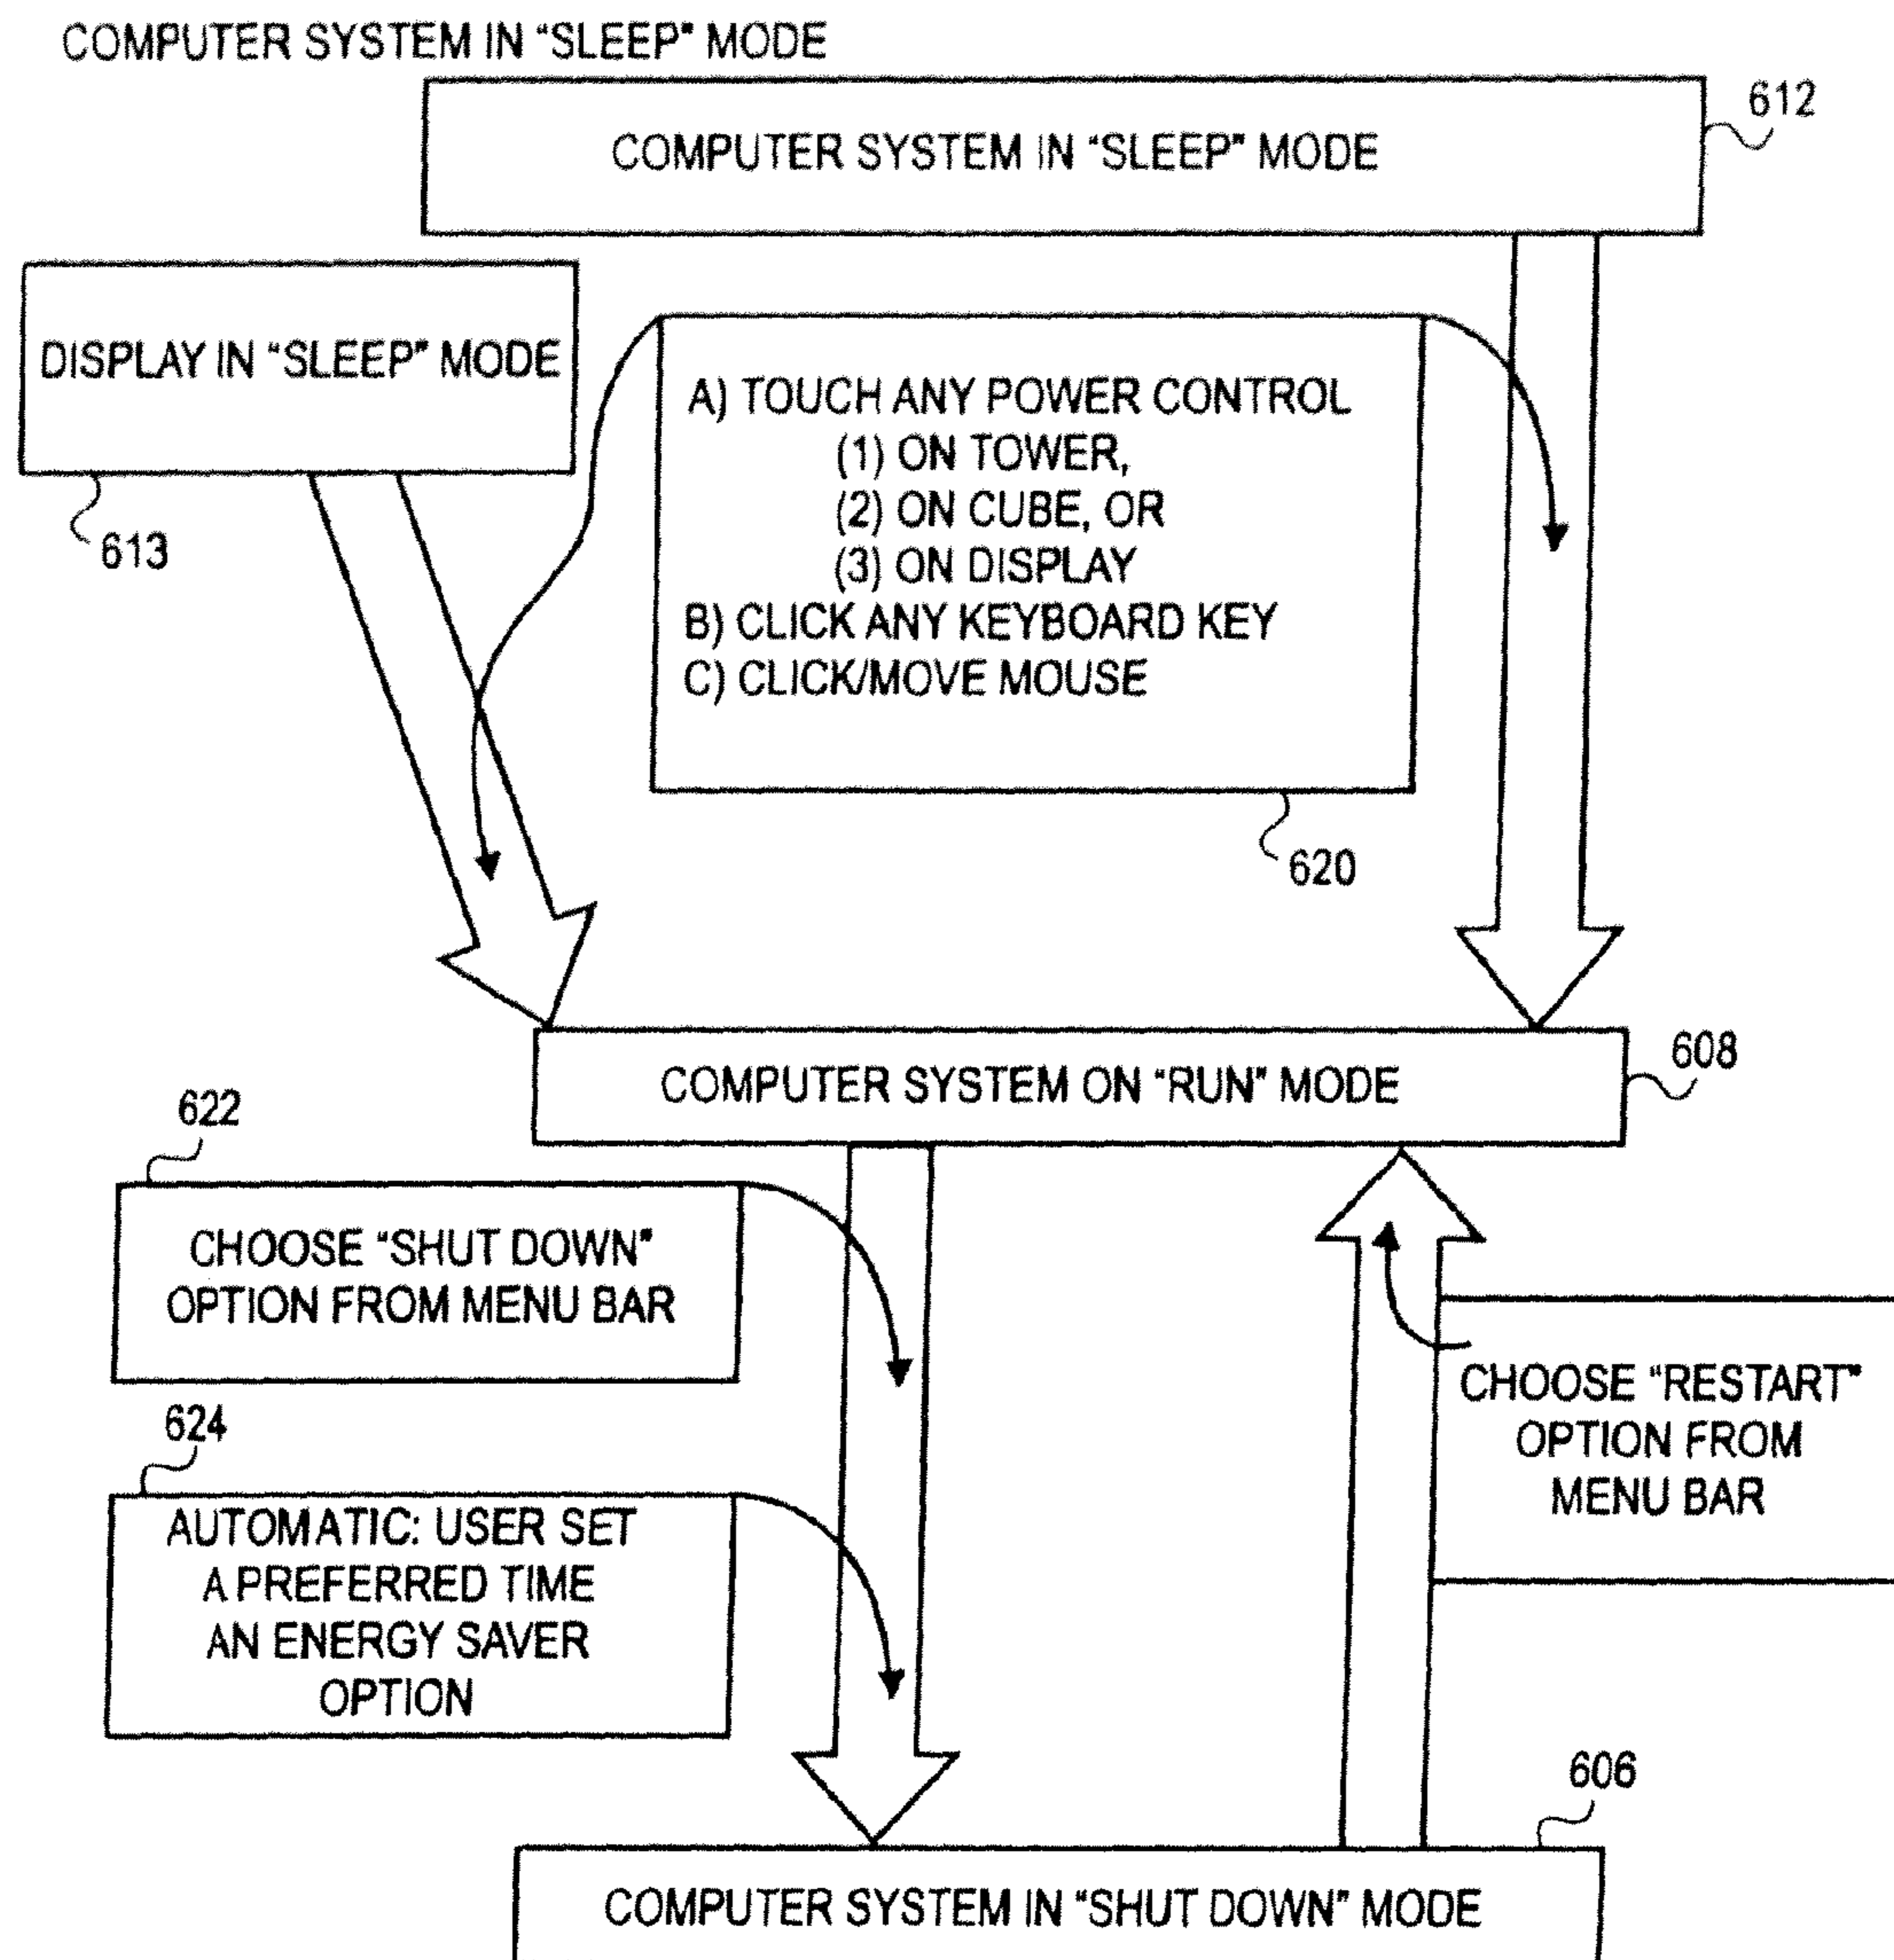 COMPUTER SYSTEM IN “SLEEP” MODE
612
COMPUTER SYSTEM IN “SLEEP” MODE
DISPLAY IN “SLEEP” MODE
613
A) TOUCH ANY POWER CONTROL
(1) ON TOWER,
(2) ON CUBE, OR
(3) ON DISPLAY
B) CLICK ANY KEYBOARD KEY
C) CLICK/MOVE MOUSE
620
608
COMPUTER SYSTEM ON “RUN” MODE
622
CHOOSE “SHUT DOWN”
OPTION FROM MENU BAR
CHOOSE “RESTART”
OPTION FROM
MENU BAR
624
AUTOMATIC: USER SET
A PREFERRED TIME
AN ENERGY SAVER
OPTION
606
COMPUTER SYSTEM IN “SHUT DOWN” MODE